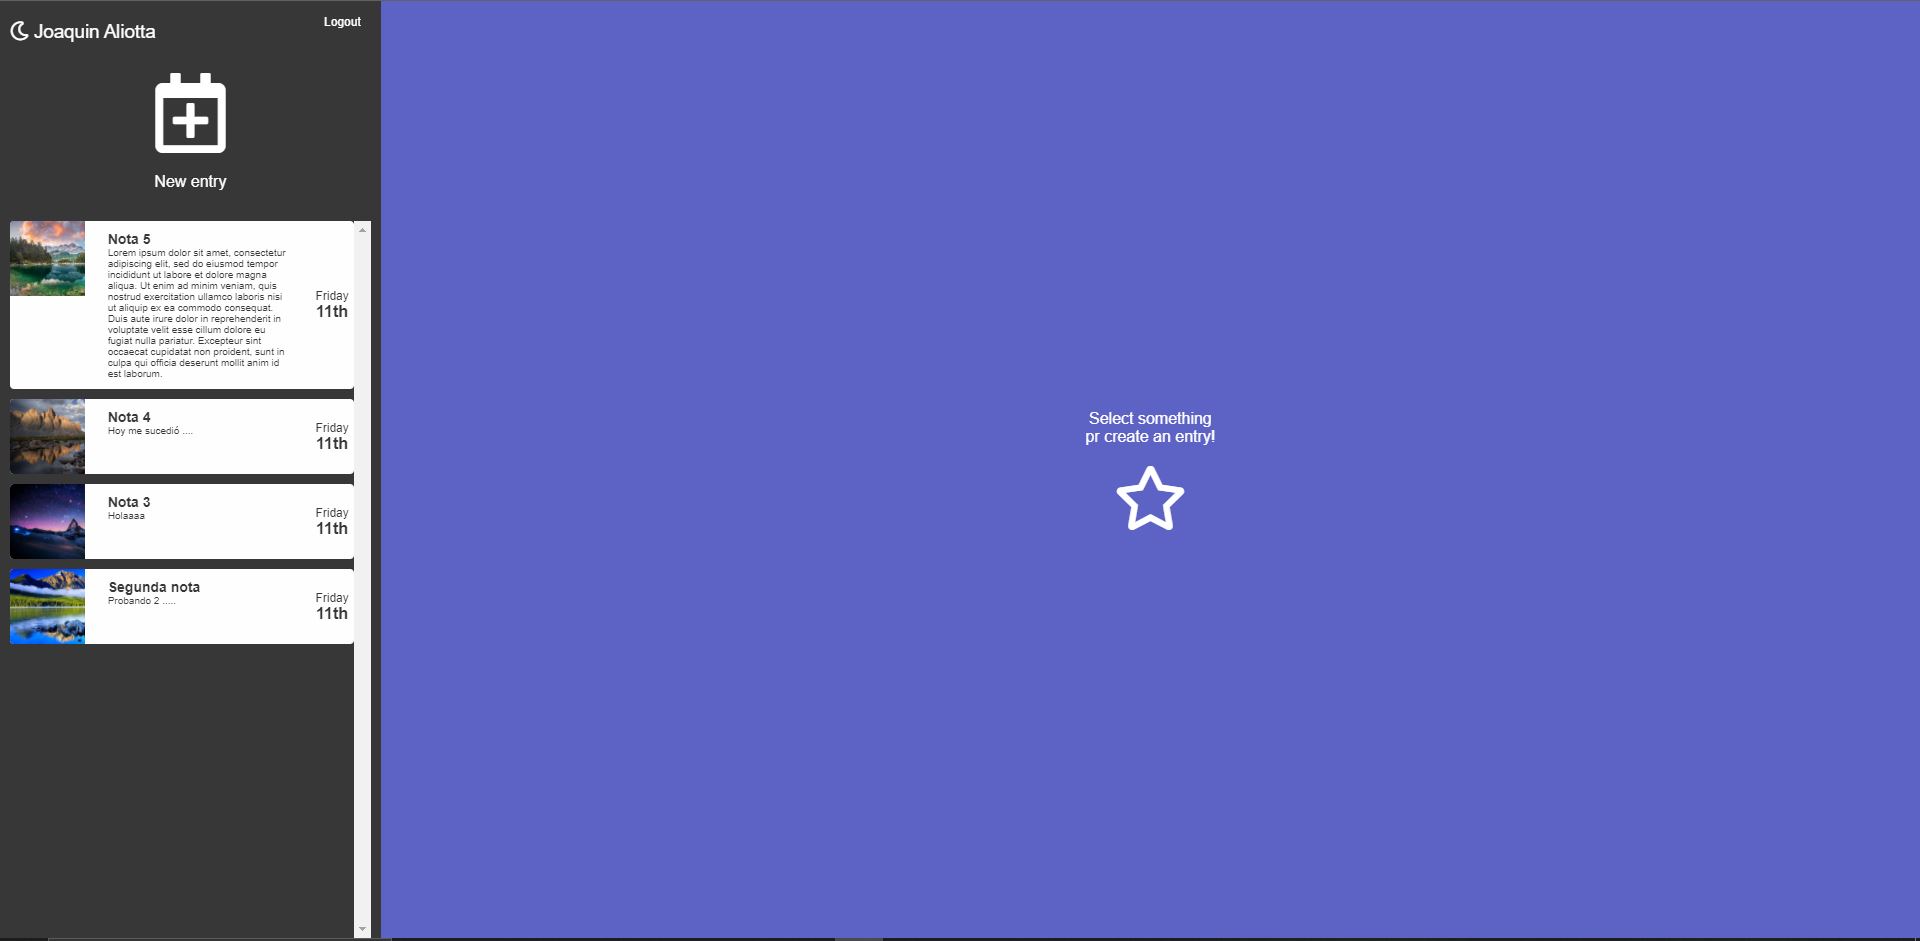 Joaquin Aliotta
Logout
New entry
Nota 5
Lorem ipsum dolor sit amet, consectetur
adipiscing elit, sed do eiusmod tempor
incididunt ut labore et dolore magna
aliqua. Ut enim ad minim veniam, quis
nostrud exercitation ullamco laboris nisi
ut aliquip ex ea commodo consequat.
Duis aute irure dolor in reprehenderit in
voluptate velit esse cillum dolore eu
fugiat nulla pariatur. Excepteur sint
occaecat cupidatat non proident, sunt in
culpa qui officia deserunt mollit anim id
est laborum.
Friday
11th
Nota 4
Hoy me sucedió ....
Friday
11th
Nota 3
Holaaaa
Friday
11th
Segunda nota
Probando 2 .....
Friday
11th
Select something
pr create an entry!